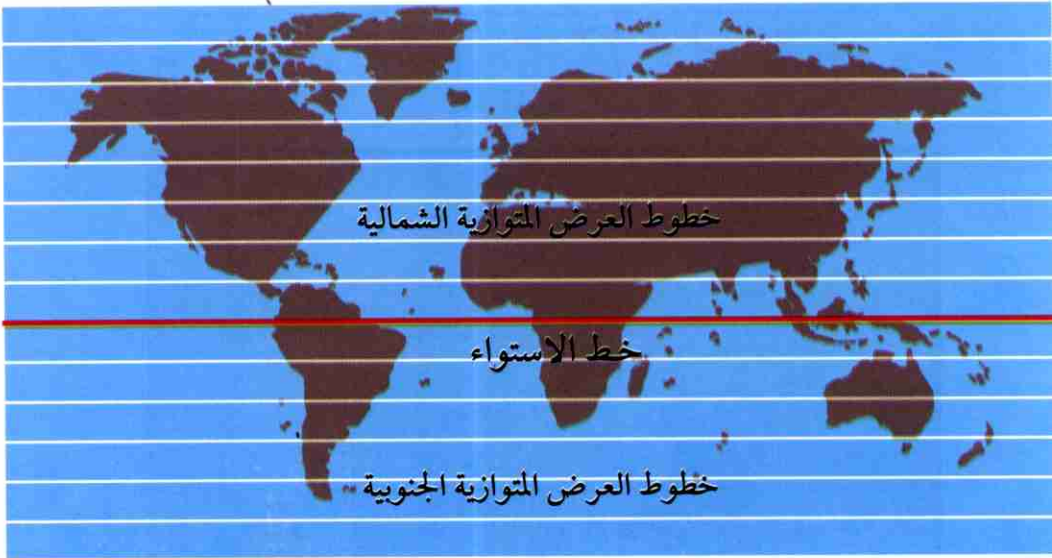 خطوط العرض المتوازية الشمالية
خط الاستواء
خطوط العرض المتوازية الجنوبية